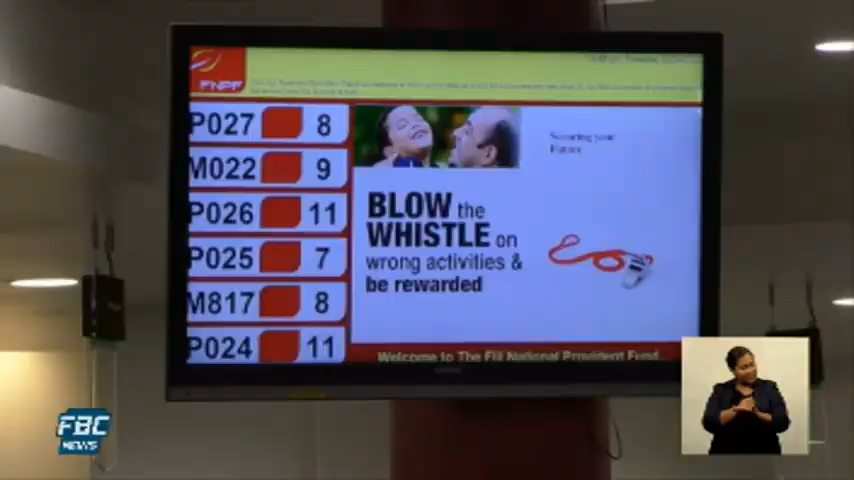 FNPF
P027 8
M022 9
P026 11
P025 7
M817 8
P024 11
Securing your
Future
BLOW the
WHISTLE on
wrong activities &
be rewarded
Welcome to The Fiji National Provident Fund
FBC
NEWS